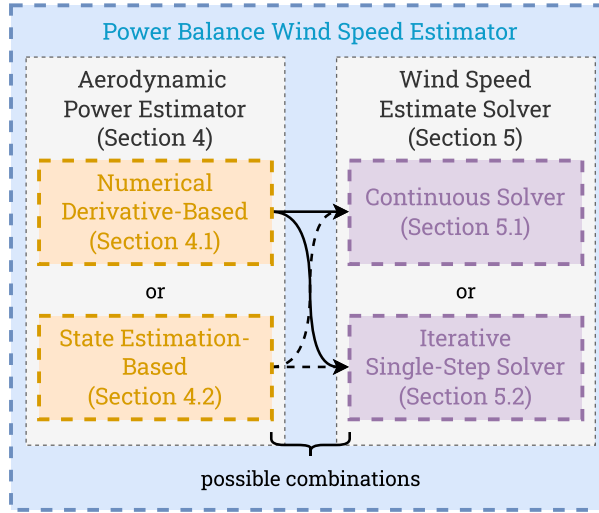 Power Balance Wind Speed Estimator
Aerodynamic
Power Estimator
(Section 4)
Numerical
Derivative-Based
(Section 4.1)
or
State Estimation-
Based
(Section 4.2)
Wind Speed
Estimate Solver
(Section 5)
Continuous Solver
(Section 5.1)
or
Iterative
Single-Step Solver
(Section 5.2)
possible combinations